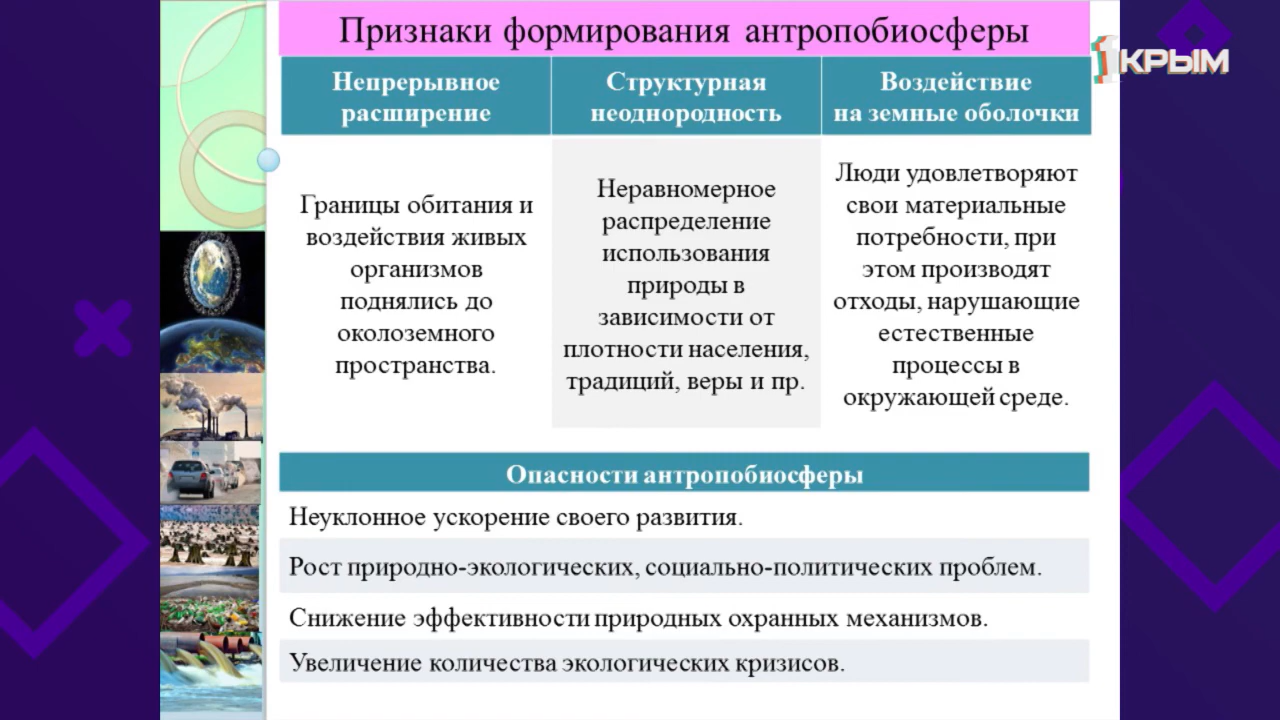 Признаки формирования антропобиосферы
1КРЫМ
Непрерывное
расширение
Структурная
неоднородность
Воздействие
на земные оболочки
Границы обитания и
воздействия живых
организмов
поднялись до
околоземного
пространства.
Неравномерное
распределение
использования
природы в
зависимости от
плотности населения,
традиций, веры и пр.
Люди удовлетворяют
свои материальные
потребности, при
этом производят
отходы, нарушающие
естественные
процессы в
окружающей среде.
Опасности антропобиосферы
Неуклонное ускорение своего развития.
Рост природно-экологических, социально-политических проблем.
Снижение эффективности природных охранных механизмов.
Увеличение количества экологических кризисов.